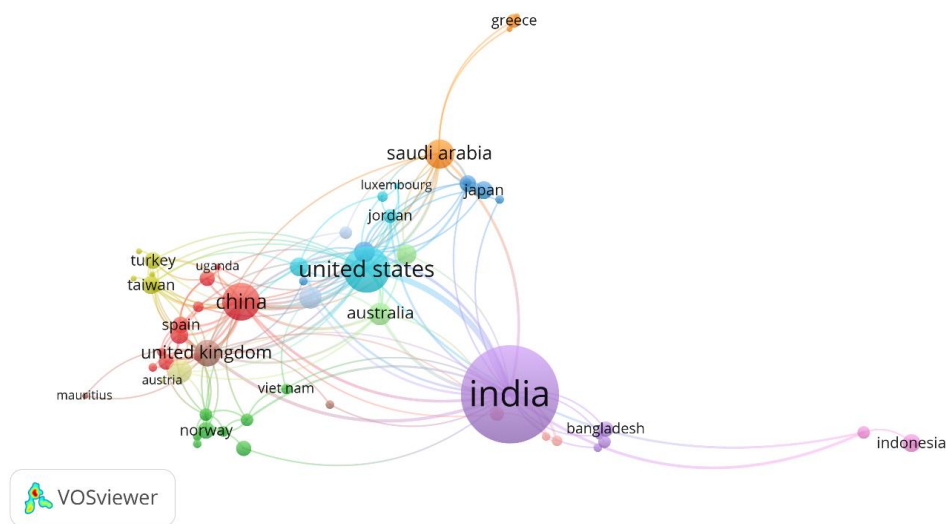 greece
saudi arabia
luxembourg
japan
jordan
turkey
uganda
united states
taiwan
china
spain
australia
united kingdom
austria
viet nam
mauritius
india
norway
bangladesh
indonesia
VOSviewer